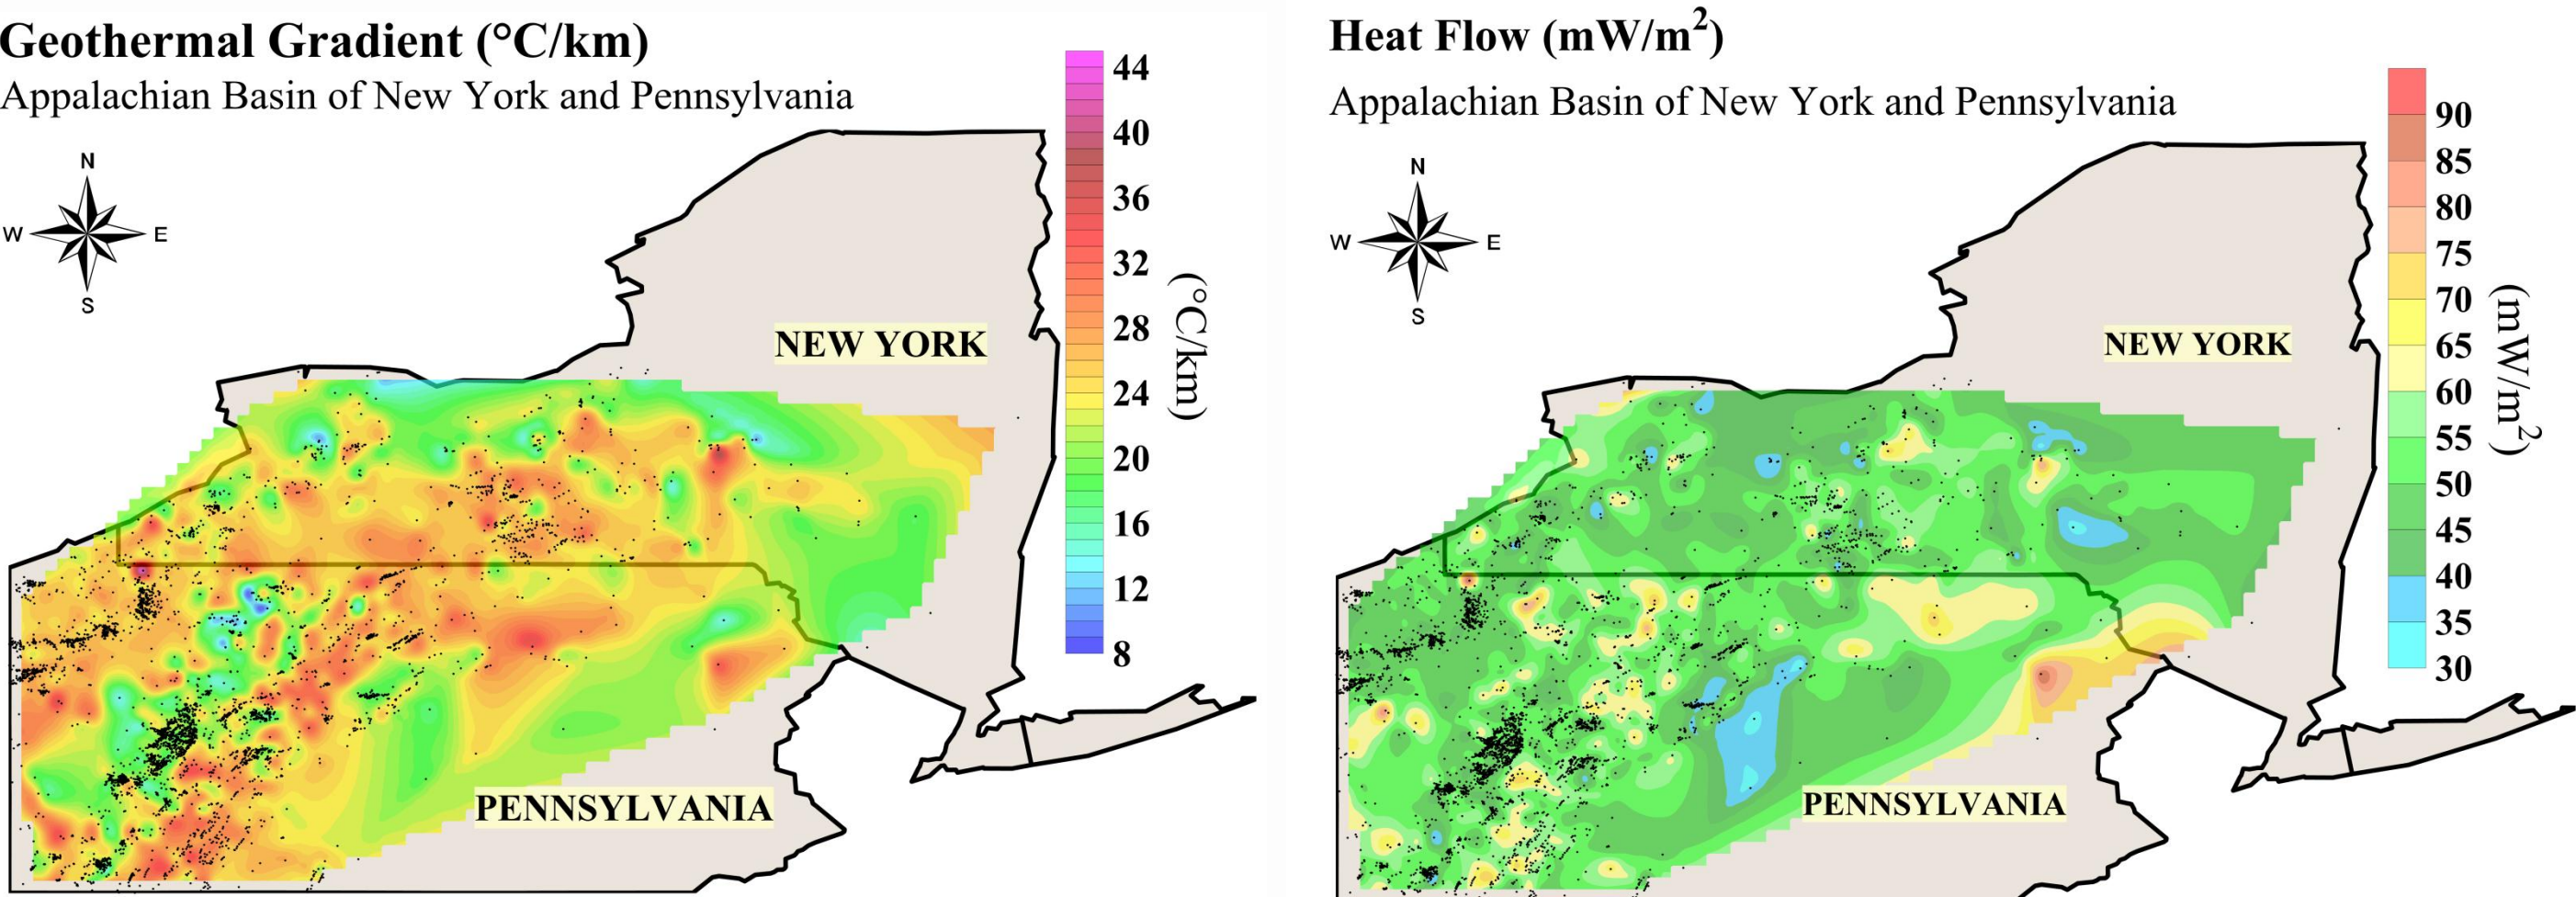 Geothermal Gradient (°C/km)
Appalachian Basin of New York and Pennsylvania
N
W E
S
NEW YORK
PENNSYLVANIA
44
40
36
32
28
24
20
16
12
8
(°C/km)
Heat Flow (mW/m²)
Appalachian Basin of New York and Pennsylvania
N
W E
S
NEW YORK
PENNSYLVANIA
90
85
80
75
70
65
60
55
50
45
40
35
30
(mW/m²)